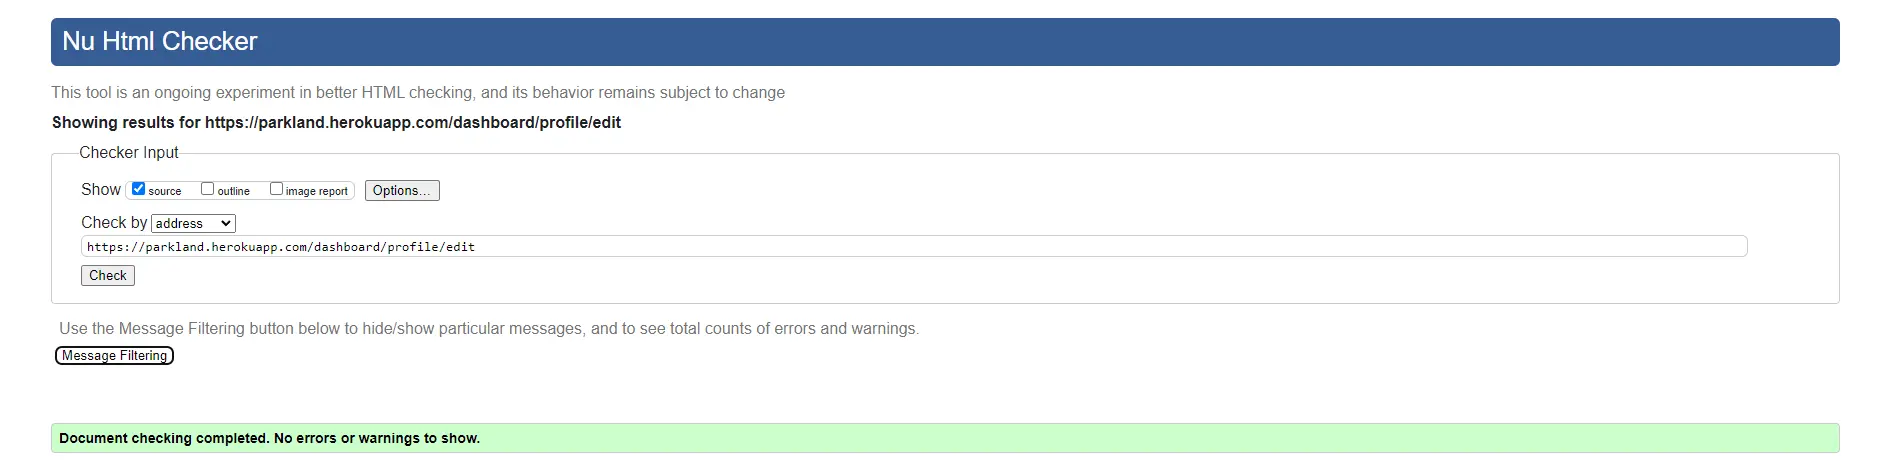 Nu Html Checker
This tool is an ongoing experiment in better HTML checking, and its behavior remains subject to change
Showing results for https://parkland.herokuapp.com/dashboard/profile/edit
Checker Input
Show source outline image report Options...
Check by address
https://parkland.herokuapp.com/dashboard/profile/edit
Check
Use the Message Filtering button below to hide/show particular messages, and to see total counts of errors and warnings.
Message Filtering
Document checking completed. No errors or warnings to show.